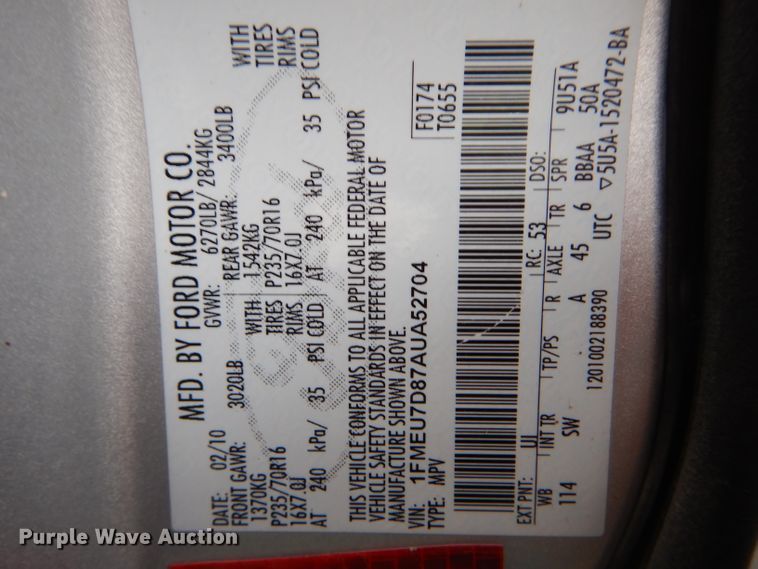 MFD. BY FORD MOTOR CO.
DATE: 02/10 GVWR: 6270LB/ 2844KG
FRONT GAWR: 3020LB REAR GAWR: 3400LB
1370KG WITH 1542KG WITH
P235/70R16 TIRES P235/70R16 TIRES
16X7.0J RIMS 16X7.0J RIMS
AT 240 kPa/ 35 PSI COLD AT 240 kPa/ 35 PSI COLD
THIS VEHICLE CONFORMS TO ALL APPLICABLE FEDERAL MOTOR
VEHICLE SAFETY STANDARDS IN EFFECT ON THE DATE OF
MANUFACTURE SHOWN ABOVE.
VIN: 1FMEU7D87AUA52704
TYPE: MPV
F0174
T0655
EXT PNT: UI RC: 53 DSO:
WB INT TR TP/PS R AXLE TR SPR 9U51A
114 SW A 45 6 BBAA 50A
1201002188390 UTC ▽5U5A-1520472-BA
Purple Wave Auction